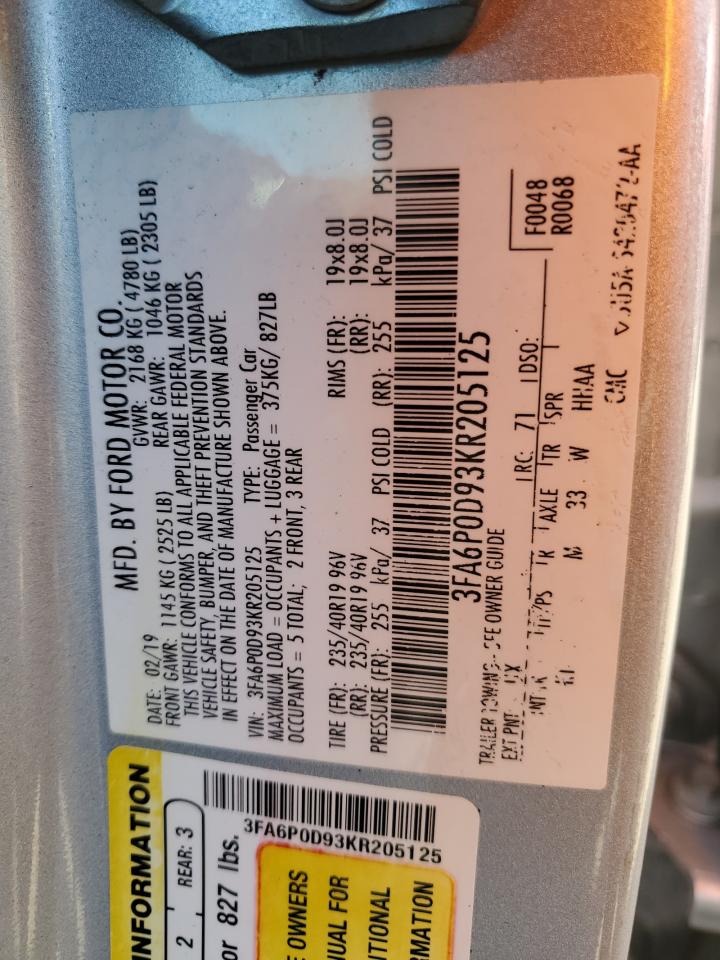 MFD. BY FORD MOTOR CO.
DATE: 02/19 GVWR: 2168 KG ( 4780 LB)
FRONT GAWR: 1145 KG ( 2525 LB) REAR GAWR: 1046 KG ( 2305 LB)
THIS VEHICLE CONFORMS TO ALL APPLICABLE FEDERAL MOTOR
VEHICLE SAFETY, BUMPER, AND THEFT PREVENTION STANDARDS
IN EFFECT ON THE DATE OF MANUFACTURE SHOWN ABOVE.
VIN: 3FA6P0D93KR205125 TYPE: Passenger Car
MAXIMUM LOAD = OCCUPANTS + LUGGAGE = 375KG/ 827LB
OCCUPANTS = 5 TOTAL; 2 FRONT, 3 REAR
TIRE (FR): 235/40R19 96V RIMS (FR): 19x8.0J
(RR): 235/40R19 96V (RR): 19x8.0J
PRESSURE (FR): 255 kPa/ 37 PSI COLD (RR): 255 kPa/ 37 PSI COLD
3FA6P0D93KR205125
F0048
R0068
TRAILER TOWING - SEE OWNER GUIDE
EXT PNT: RC: 71 DSO:
AXLE TR SPR
33 W HHAA
INFORMATION
2 REAR: 3
or 827 lbs.
3FA6P0D93KR205125
OWNERS
FOR